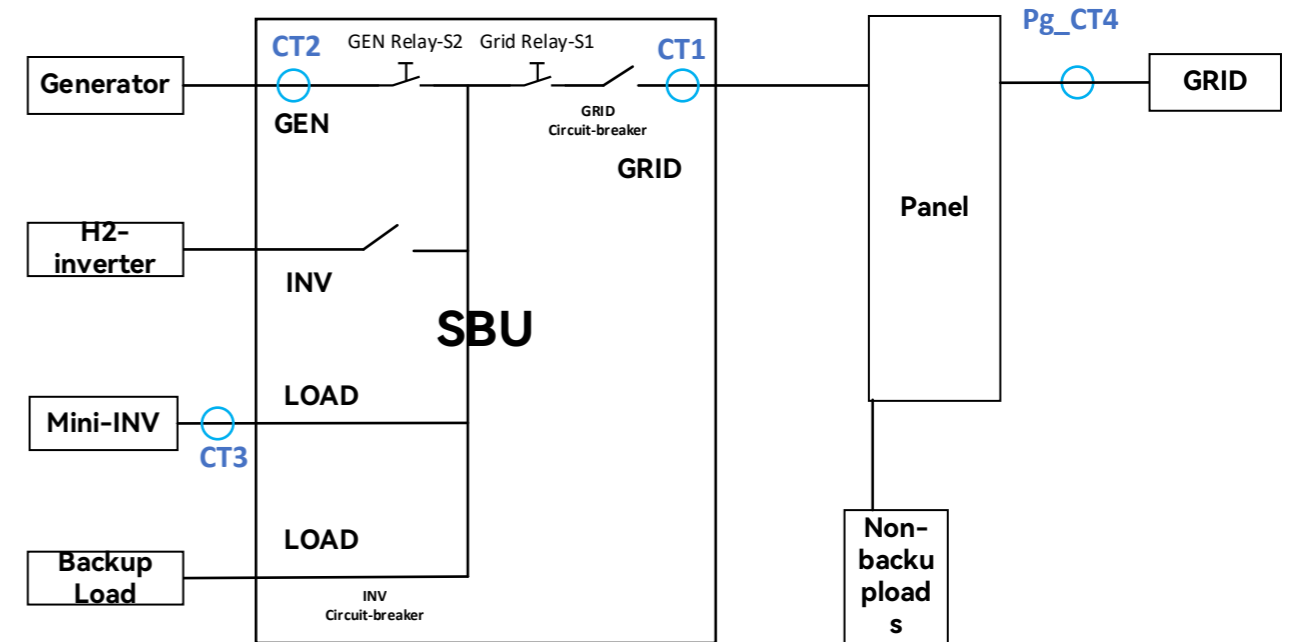 Pg_CT4
CT2
GEN Relay-S2
Grid Relay-S1
CT1
Generator
GRID
GEN
GRID
Circuit-breaker
GRID
Panel
H2-
inverter
INV
SBU
LOAD
Mini-INV
CT3
LOAD
Non-
backu
pload
s
Backup
Load
INV
Circuit-breaker